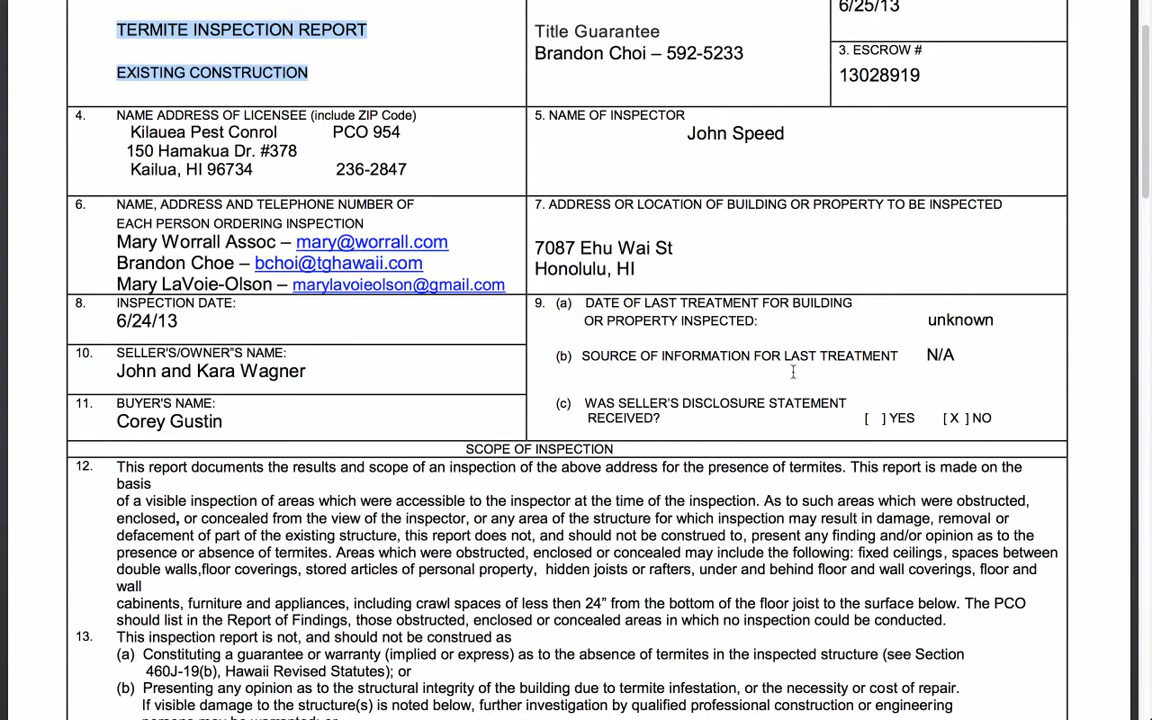 TERMITE INSPECTION REPORT
EXISTING CONSTRUCTION
Title Guarantee
Brandon Choi – 592-5233
6/25/13
3. ESCROW #
13028919
4. NAME ADDRESS OF LICENSEE (include ZIP Code)
Kilauea Pest Conrol PCO 954
150 Hamakua Dr. #378
Kailua, HI 96734 236-2847
5. NAME OF INSPECTOR
John Speed
6. NAME, ADDRESS AND TELEPHONE NUMBER OF
EACH PERSON ORDERING INSPECTION
Mary Worrall Assoc – mary@worrall.com
Brandon Choe – bchoi@tghawaii.com
Mary LaVoie-Olson – marylavoieolson@gmail.com
7. ADDRESS OR LOCATION OF BUILDING OR PROPERTY TO BE INSPECTED
7087 Ehu Wai St
Honolulu, HI
8. INSPECTION DATE:
6/24/13
9. (a) DATE OF LAST TREATMENT FOR BUILDING
OR PROPERTY INSPECTED: unknown
(b) SOURCE OF INFORMATION FOR LAST TREATMENT N/A
(c) WAS SELLER'S DISCLOSURE STATEMENT
RECEIVED? [ ] YES [ X ] NO
10. SELLER'S/OWNER"S NAME:
John and Kara Wagner
11. BUYER'S NAME:
Corey Gustin
SCOPE OF INSPECTION
12. This report documents the results and scope of an inspection of the above address for the presence of termites. This report is made on the
basis
of a visible inspection of areas which were accessible to the inspector at the time of the inspection. As to such areas which were obstructed,
enclosed, or concealed from the view of the inspector, or any area of the structure for which inspection may result in damage, removal or
defacement of part of the existing structure, this report does not, and should not be construed to, present any finding and/or opinion as to the
presence or absence of termites. Areas which were obstructed, enclosed or concealed may include the following: fixed ceilings, spaces between
double walls,floor coverings, stored articles of personal property, hidden joists or rafters, under and behind floor and wall coverings, floor and
wall
cabinets, furniture and appliances, including crawl spaces of less then 24” from the bottom of the floor joist to the surface below. The PCO
should list in the Report of Findings, those obstructed, enclosed or concealed areas in which no inspection could be conducted.
13. This inspection report is not, and should not be construed as
(a) Constituting a guarantee or warranty (implied or express) as to the absence of termites in the inspected structure (see Section
460J-19(b), Hawaii Revised Statutes); or
(b) Presenting any opinion as to the structural integrity of the building due to termite infestation, or the necessity or cost of repair.
If visible damage to the structure(s) is noted below, further investigation by qualified professional construction or engineering
persons may be warranted; or